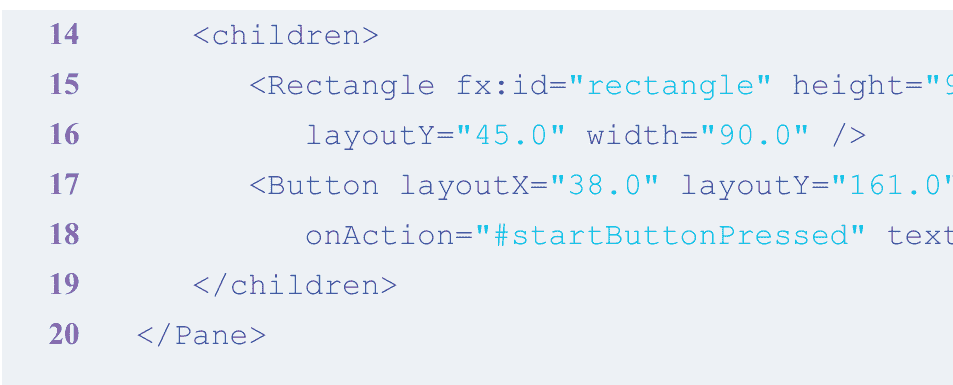 14 <children>
15 <Rectangle fx:id="rectangle" height="9
16 layoutY="45.0" width="90.0" />
17 <Button layoutX="38.0" layoutY="161.0"
18 onAction="#startButtonPressed" text
19 </children>
20 </Pane>